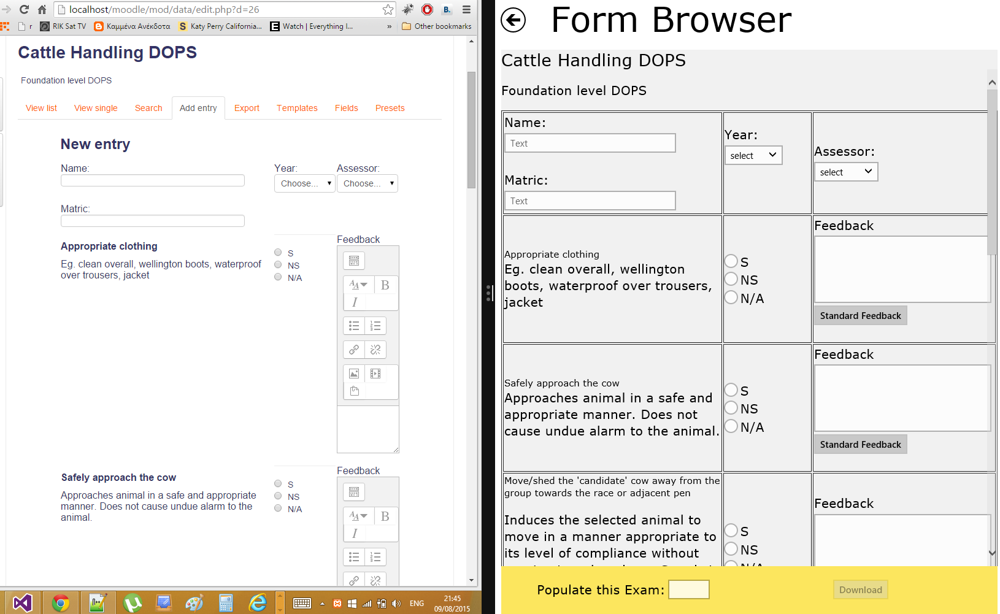 localhost/moodle/mod/data/edit.php?d=26
r
RIK Sat TV
Καμμένα Ανέκδοτα
Katy Perry California...
Watch | Everything I...
»
Other bookmarks
Cattle Handling DOPS
Foundation level DOPS
View list
View single
Search
Add entry
Export
Templates
Fields
Presets
New entry
Name:
Year:
Assessor:
Choose...
Choose...
Matric:
Appropriate clothing
Eg. clean overall, wellington boots, waterproof
over trousers, jacket
S
NS
N/A
Feedback
B
I
Safely approach the cow
Approaches animal in a safe and appropriate
manner. Does not cause undue alarm to the
animal.
S
NS
N/A
Feedback
B
I
ENG
21:45
09/08/2015
Form Browser
Cattle Handling DOPS
Foundation level DOPS
Name:
Text
Matric:
Text
Year:
select
Assessor:
select
Appropriate clothing
Eg. clean overall, wellington
boots, waterproof over trousers,
jacket
S
NS
N/A
Feedback
Standard Feedback
Safely approach the cow
Approaches animal in a safe and
appropriate manner. Does not
cause undue alarm to the animal.
S
NS
N/A
Feedback
Standard Feedback
Move/shed the 'candidate' cow away from the
group towards the race or adjacent pen
Induces the selected animal to
move in a manner appropriate to
its level of compliance without
S
NS
N/A
Feedback
Populate this Exam:
Download